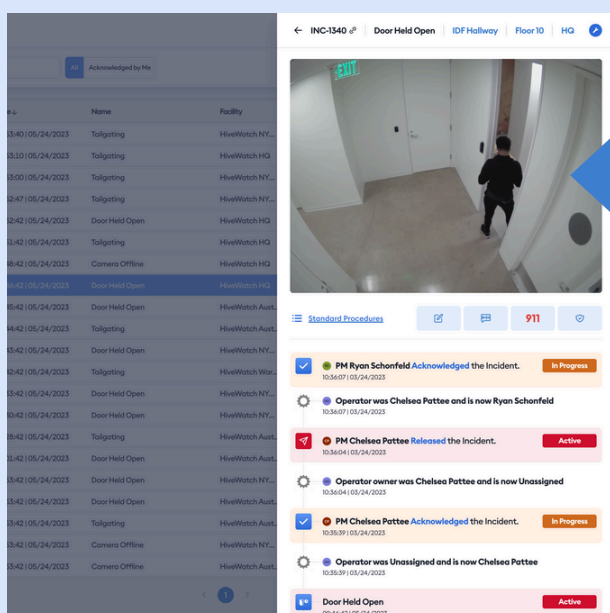 ← INC-1340 Door Held Open IDF Hallway Floor 10 HQ
All Acknowledged by Me
EXIT
Name Facility
3:40 | 05/24/2023 Tailgating HiveWatch NY...
3:10 | 05/24/2023 Tailgating HiveWatch HQ
3:00 | 05/24/2023 Tailgating HiveWatch NY...
2:47 | 05/24/2023 Tailgating HiveWatch NY...
2:42 | 05/24/2023 Door Held Open HiveWatch HQ
1:42 | 05/24/2023 Tailgating HiveWatch HQ
8:42 | 05/24/2023 Camera Offline HiveWatch HQ
6:42 | 05/24/2023 Door Held Open HiveWatch HQ
5:42 | 05/24/2023 Door Held Open HiveWatch Aust...
4:42 | 05/24/2023 Tailgating HiveWatch Aust...
3:42 | 05/24/2023 Door Held Open HiveWatch NY...
3:42 | 05/24/2023 Tailgating HiveWatch War...
3:42 | 05/24/2023 Door Held Open HiveWatch NY...
0:42 | 05/24/2023 Door Held Open HiveWatch NY...
8:42 | 05/24/2023 Tailgating HiveWatch Aust...
1:42 | 05/24/2023 Door Held Open HiveWatch Aust...
3:42 | 05/24/2023 Door Held Open HiveWatch NY...
3:42 | 05/24/2023 Door Held Open HiveWatch Aust...
3:42 | 05/24/2023 Tailgating HiveWatch Aust...
3:42 | 05/24/2023 Camera Offline HiveWatch NY...
3:42 | 05/24/2023 Camera Offline HiveWatch Aust...
1
Standard Procedures 911
PM Ryan Schonfeld Acknowledged the Incident. In Progress
10:36:07 | 03/24/2023
Operator was Chelsea Pattee and is now Ryan Schonfeld
10:36:07 | 03/24/2023
PM Chelsea Pattee Released the Incident. Active
10:36:04 | 03/24/2023
Operator owner was Chelsea Pattee and is now Unassigned
10:36:04 | 03/24/2023
PM Chelsea Pattee Acknowledged the Incident. In Progress
10:35:39 | 03/24/2023
Operator was Unassigned and is now Chelsea Pattee
10:35:39 | 03/24/2023
Door Held Open Active